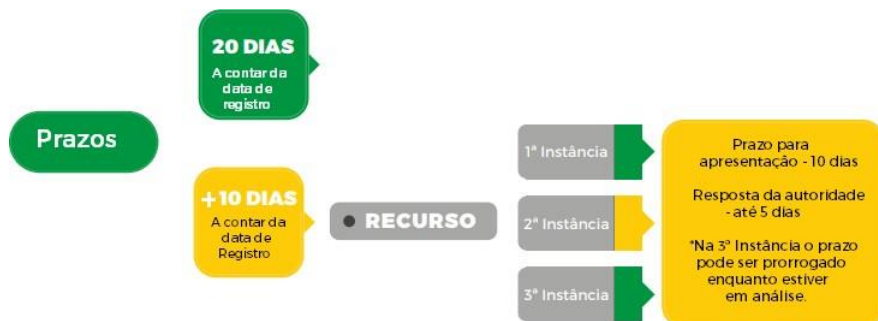 Prazos
20 DIAS
A contar da
data de
registro
+10 DIAS
A contar da
data de
Registro
• RECURSO
1ª Instância
2ª Instância
3ª Instância
Prazo para
apresentação - 10 dias
Resposta da autoridade
- até 5 dias
*Na 3ª Instância o prazo
pode ser prorrogado
enquanto estiver
em análise.